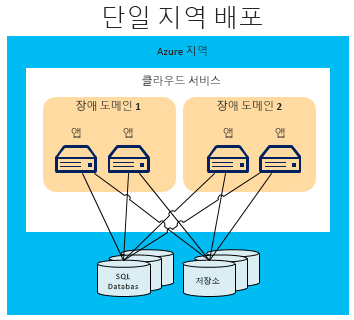 단일 지역 배포
Azure 지역
클라우드 서비스
장애 도메인 1
장애 도메인 2
앱
앱
앱
앱
SQL
Databas
저장소